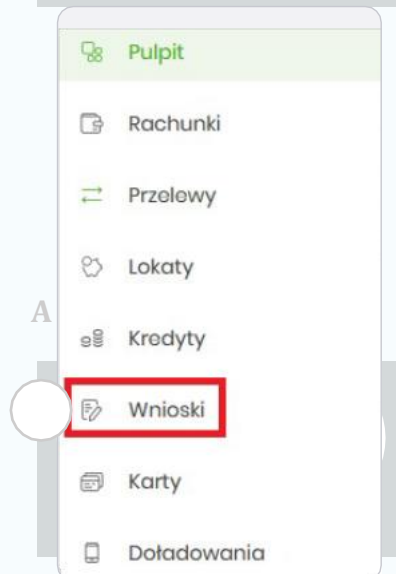 Pulpit
Rachunki
Przelewy
Lokaty
A
Kredyty
Wnioski
Karty
Doładowania